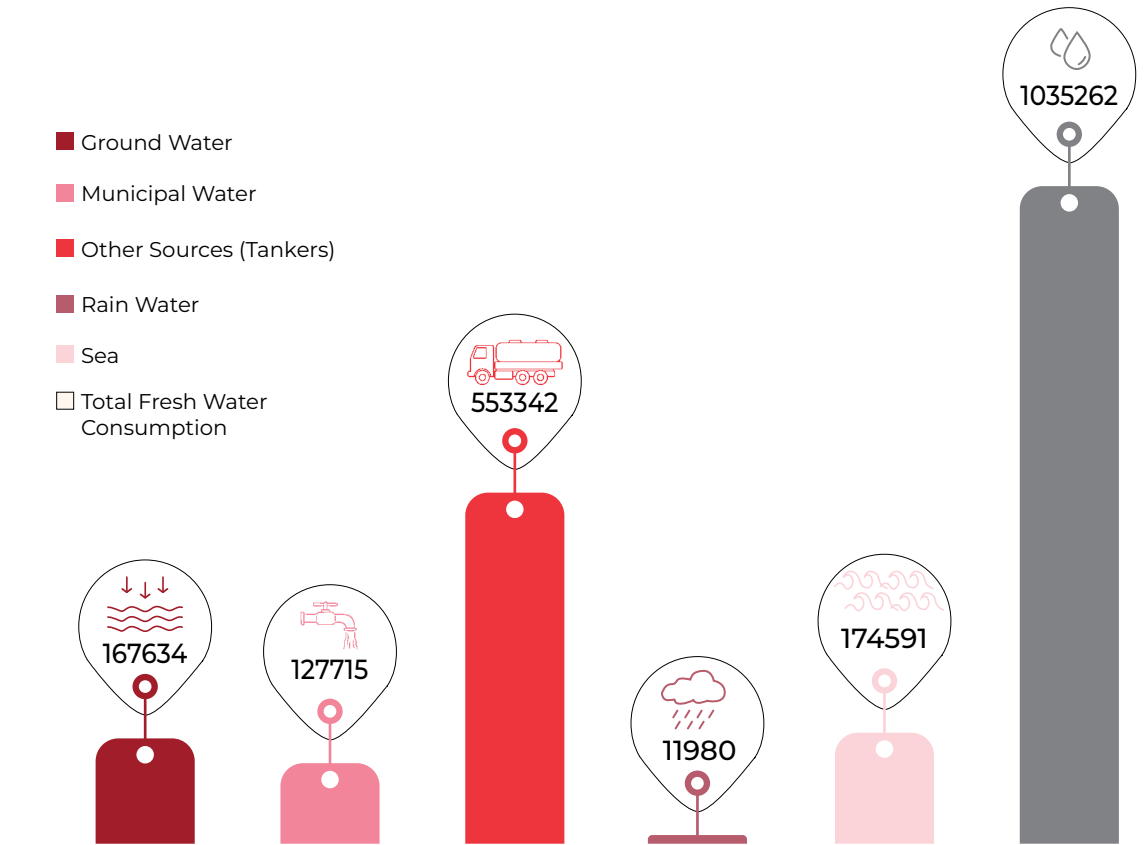 1035262
Ground Water
Municipal Water
Other Sources (Tankers)
Rain Water
Sea
Total Fresh Water
Consumption
553342
167634
127715
11980
174591